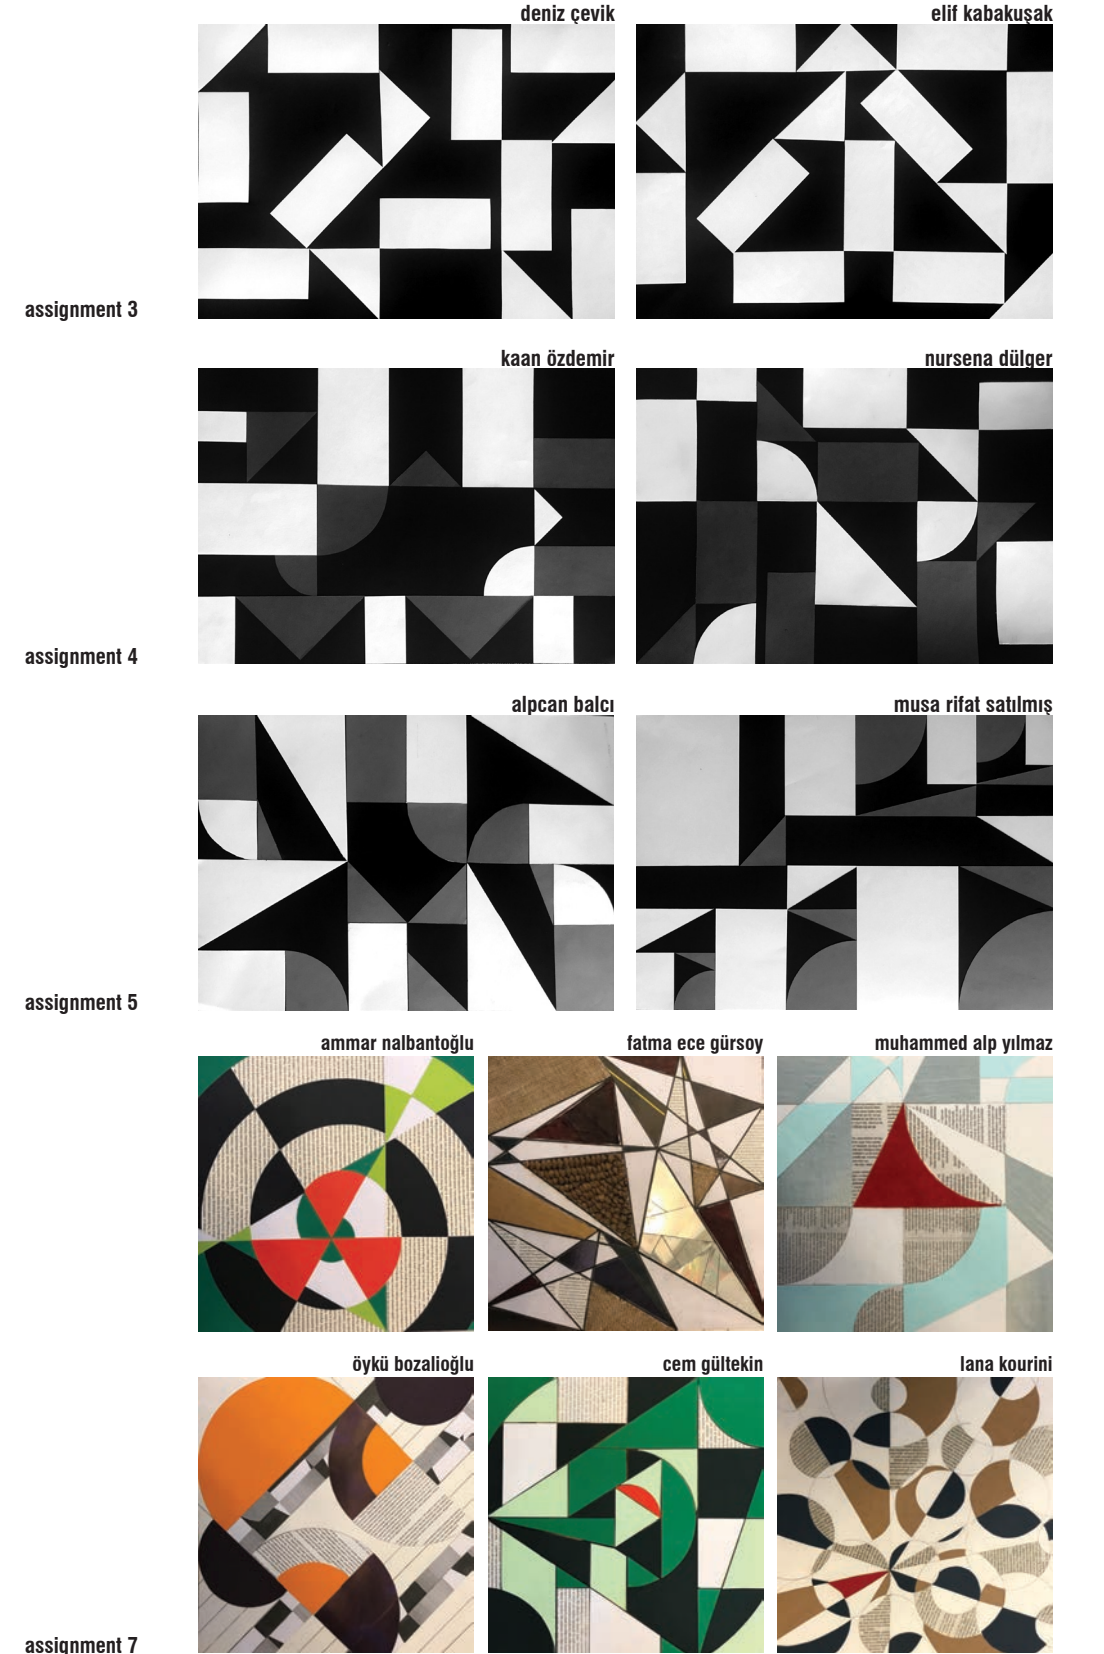 deniz çevik
elif kabakuşak
assignment 3
kaan özdemir
nursena dülger
assignment 4
alpcan balcı
musa rifat satılmış
assignment 5
ammar nalbantoğlu
fatma ece gürsoy
muhammed alp yılmaz
öykü bozalioğlu
cem gültekin
lana kourini
assignment 7